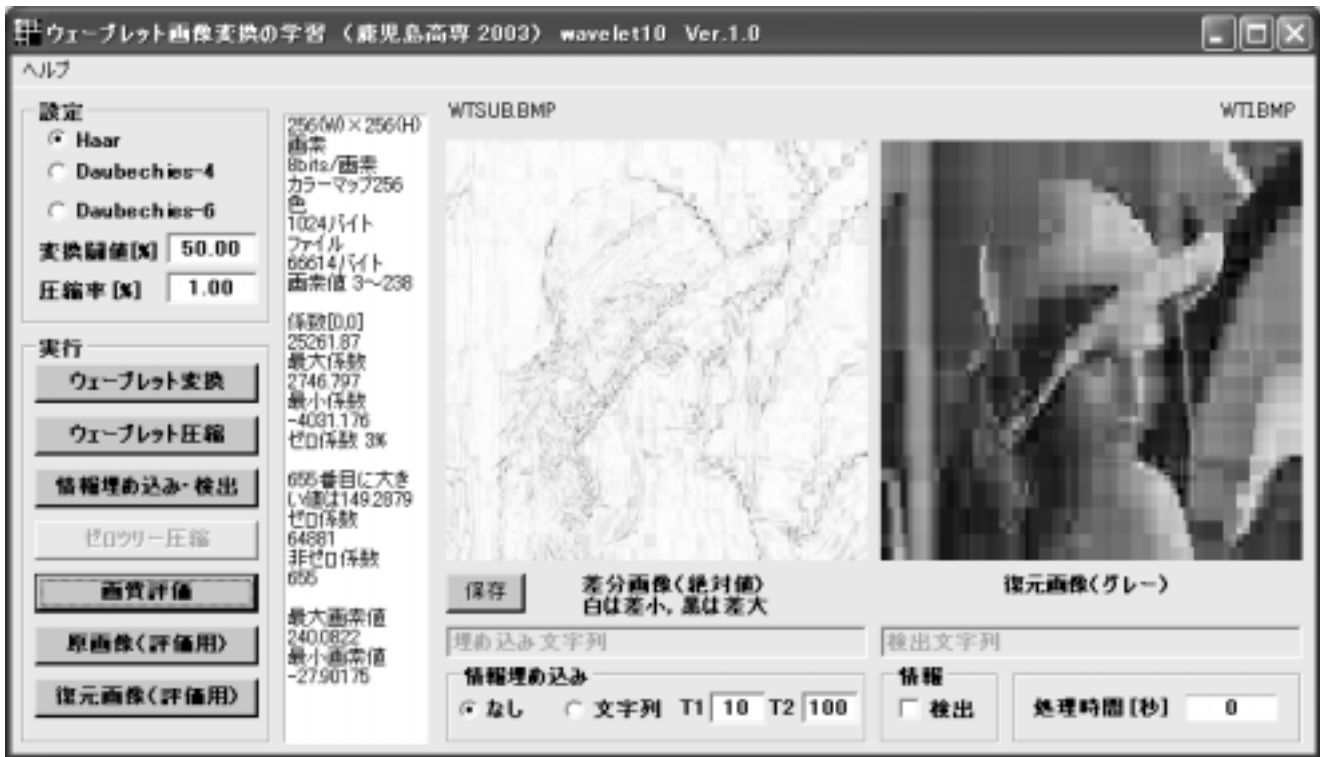 ウェーブレット画像変換の学習 (鹿児島高専 2003) wavelet10 Ver.1.0
ヘルプ
設定
Haar
Daubechies-4
Daubechies-6
変換閾値[%] 50.00
圧縮率 [%] 1.00
実行
ウェーブレット変換
ウェーブレット圧縮
情報埋め込み・検出
ゼロツリー圧縮
画質評価
原画像(評価用)
復元画像(評価用)
256(W)×256(H)
画素
8bits/画素
カラーマップ256
色
1024バイト
ファイル
66614バイト
画素値 3～238
係数[0,0]
25261.87
最大係数
2746.797
最小係数
-4031.176
ゼロ係数 3%
655番目に大き
い値は149.2879
ゼロ係数
64881
非ゼロ係数
655
最大画素値
240.0822
最小画素値
-27.90175
WTSUB.BMP
WTI.BMP
保存
差分画像(絶対値)
白は差小, 黒は差大
復元画像(グレー)
埋め込み文字列
検出文字列
情報埋め込み
なし 文字列 T1 10 T2 100
情報
検出
処理時間 [秒] 0